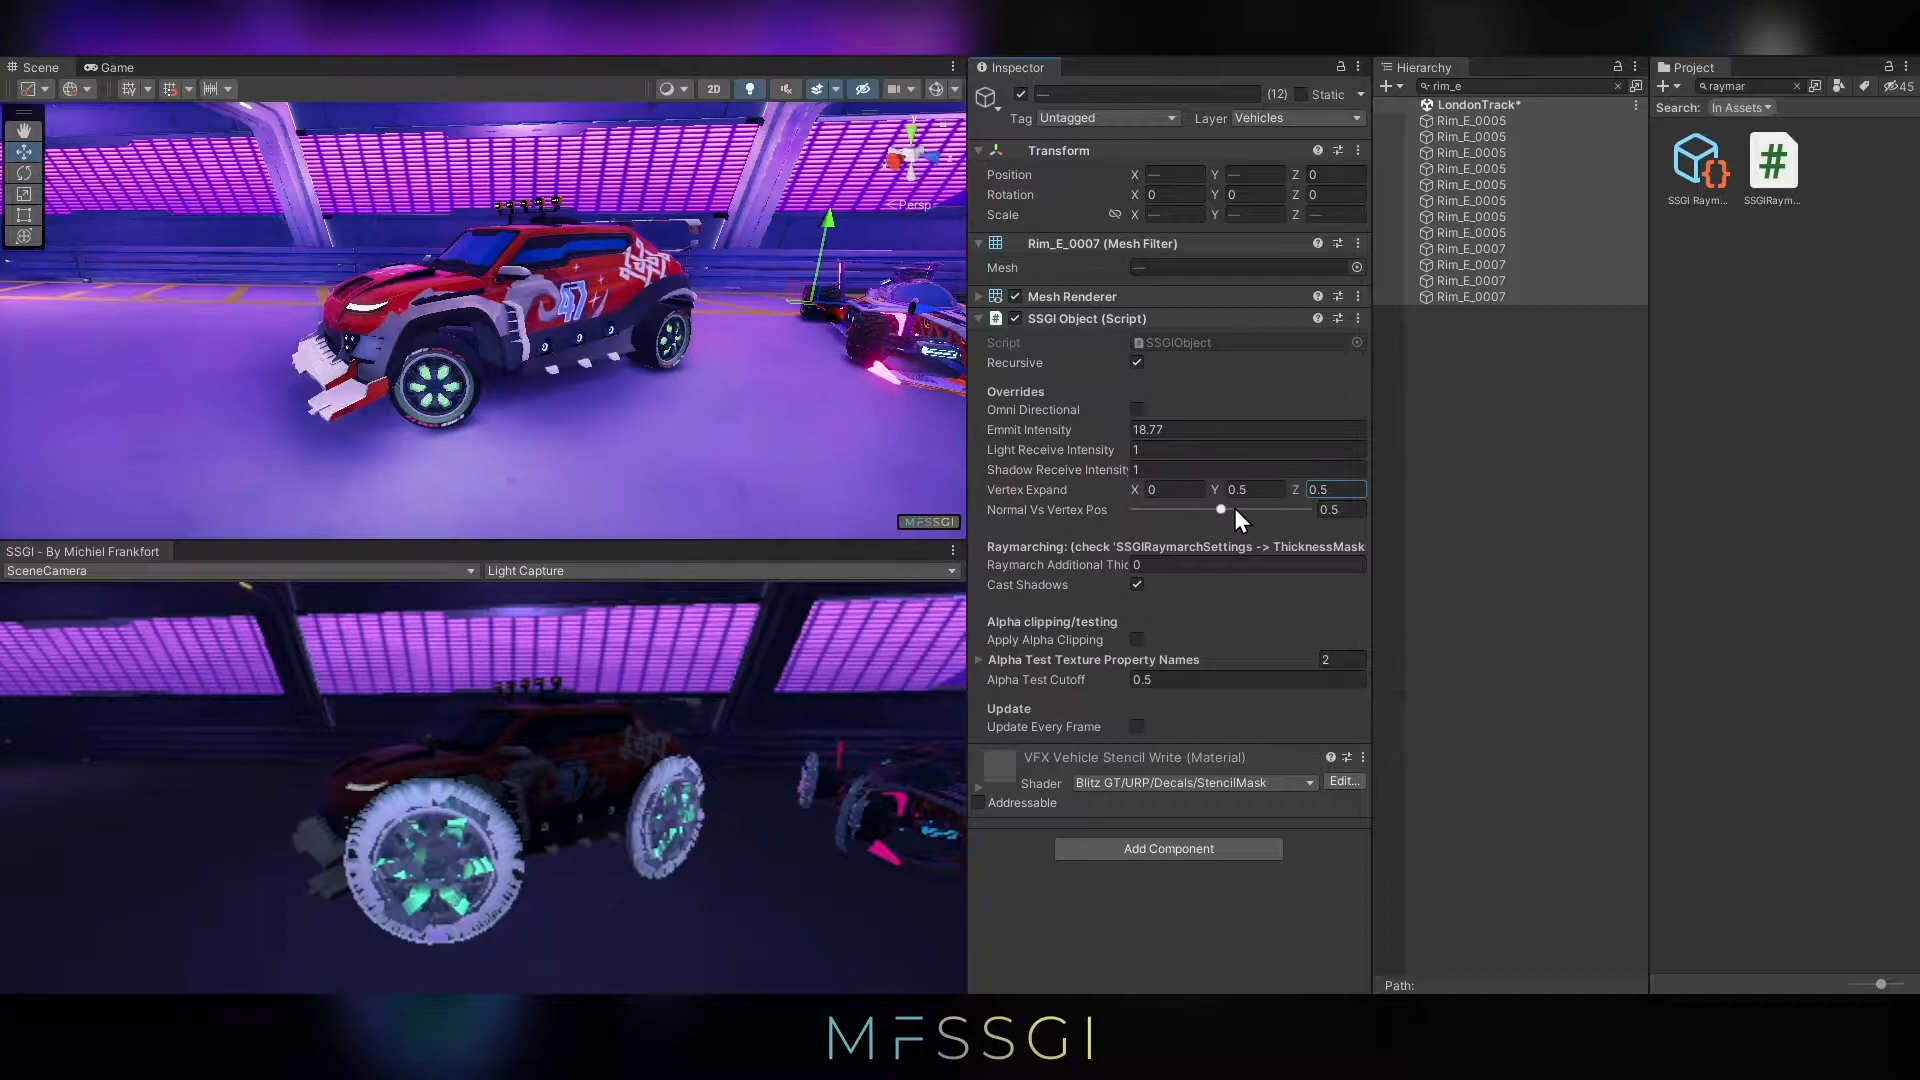 Scene
Game
2D
Persp
47
MFSSGI
SSGI - By Michiel Frankfort
SceneCamera
Light Capture
Inspector
—
(12)
Static
Tag
Untagged
Layer
Vehicles
Transform
Position X — Y — Z 0
Rotation X 0 Y 0 Z 0
Scale X — Y — Z —
Rim_E_0007 (Mesh Filter)
Mesh —
Mesh Renderer
SSGI Object (Script)
Script SSGIObject
Recursive
Overrides
Omni Directional
Emmit Intensity 18.77
Light Receive Intensity 1
Shadow Receive Intensity 1
Vertex Expand X 0 Y 0.5 Z 0.5
Normal Vs Vertex Pos 0.5
Raymarching: (check 'SSGIRaymarchSettings -> ThicknessMask
Raymarch Additional Thic 0
Cast Shadows
Alpha clipping/testing
Apply Alpha Clipping
Alpha Test Texture Property Names 2
Alpha Test Cutoff 0.5
Update
Update Every Frame
VFX Vehicle Stencil Write (Material)
Shader Blitz GT/URP/Decals/StencilMask Edit...
Addressable
Add Component
Hierarchy
rim_e
LondonTrack*
Rim_E_0005
Rim_E_0005
Rim_E_0005
Rim_E_0005
Rim_E_0005
Rim_E_0005
Rim_E_0005
Rim_E_0005
Rim_E_0007
Rim_E_0007
Rim_E_0007
Rim_E_0007
Path:
Project
raymar
45
Search: In Assets
SSGI Raym...
SSGIRaym...
MFSSGI